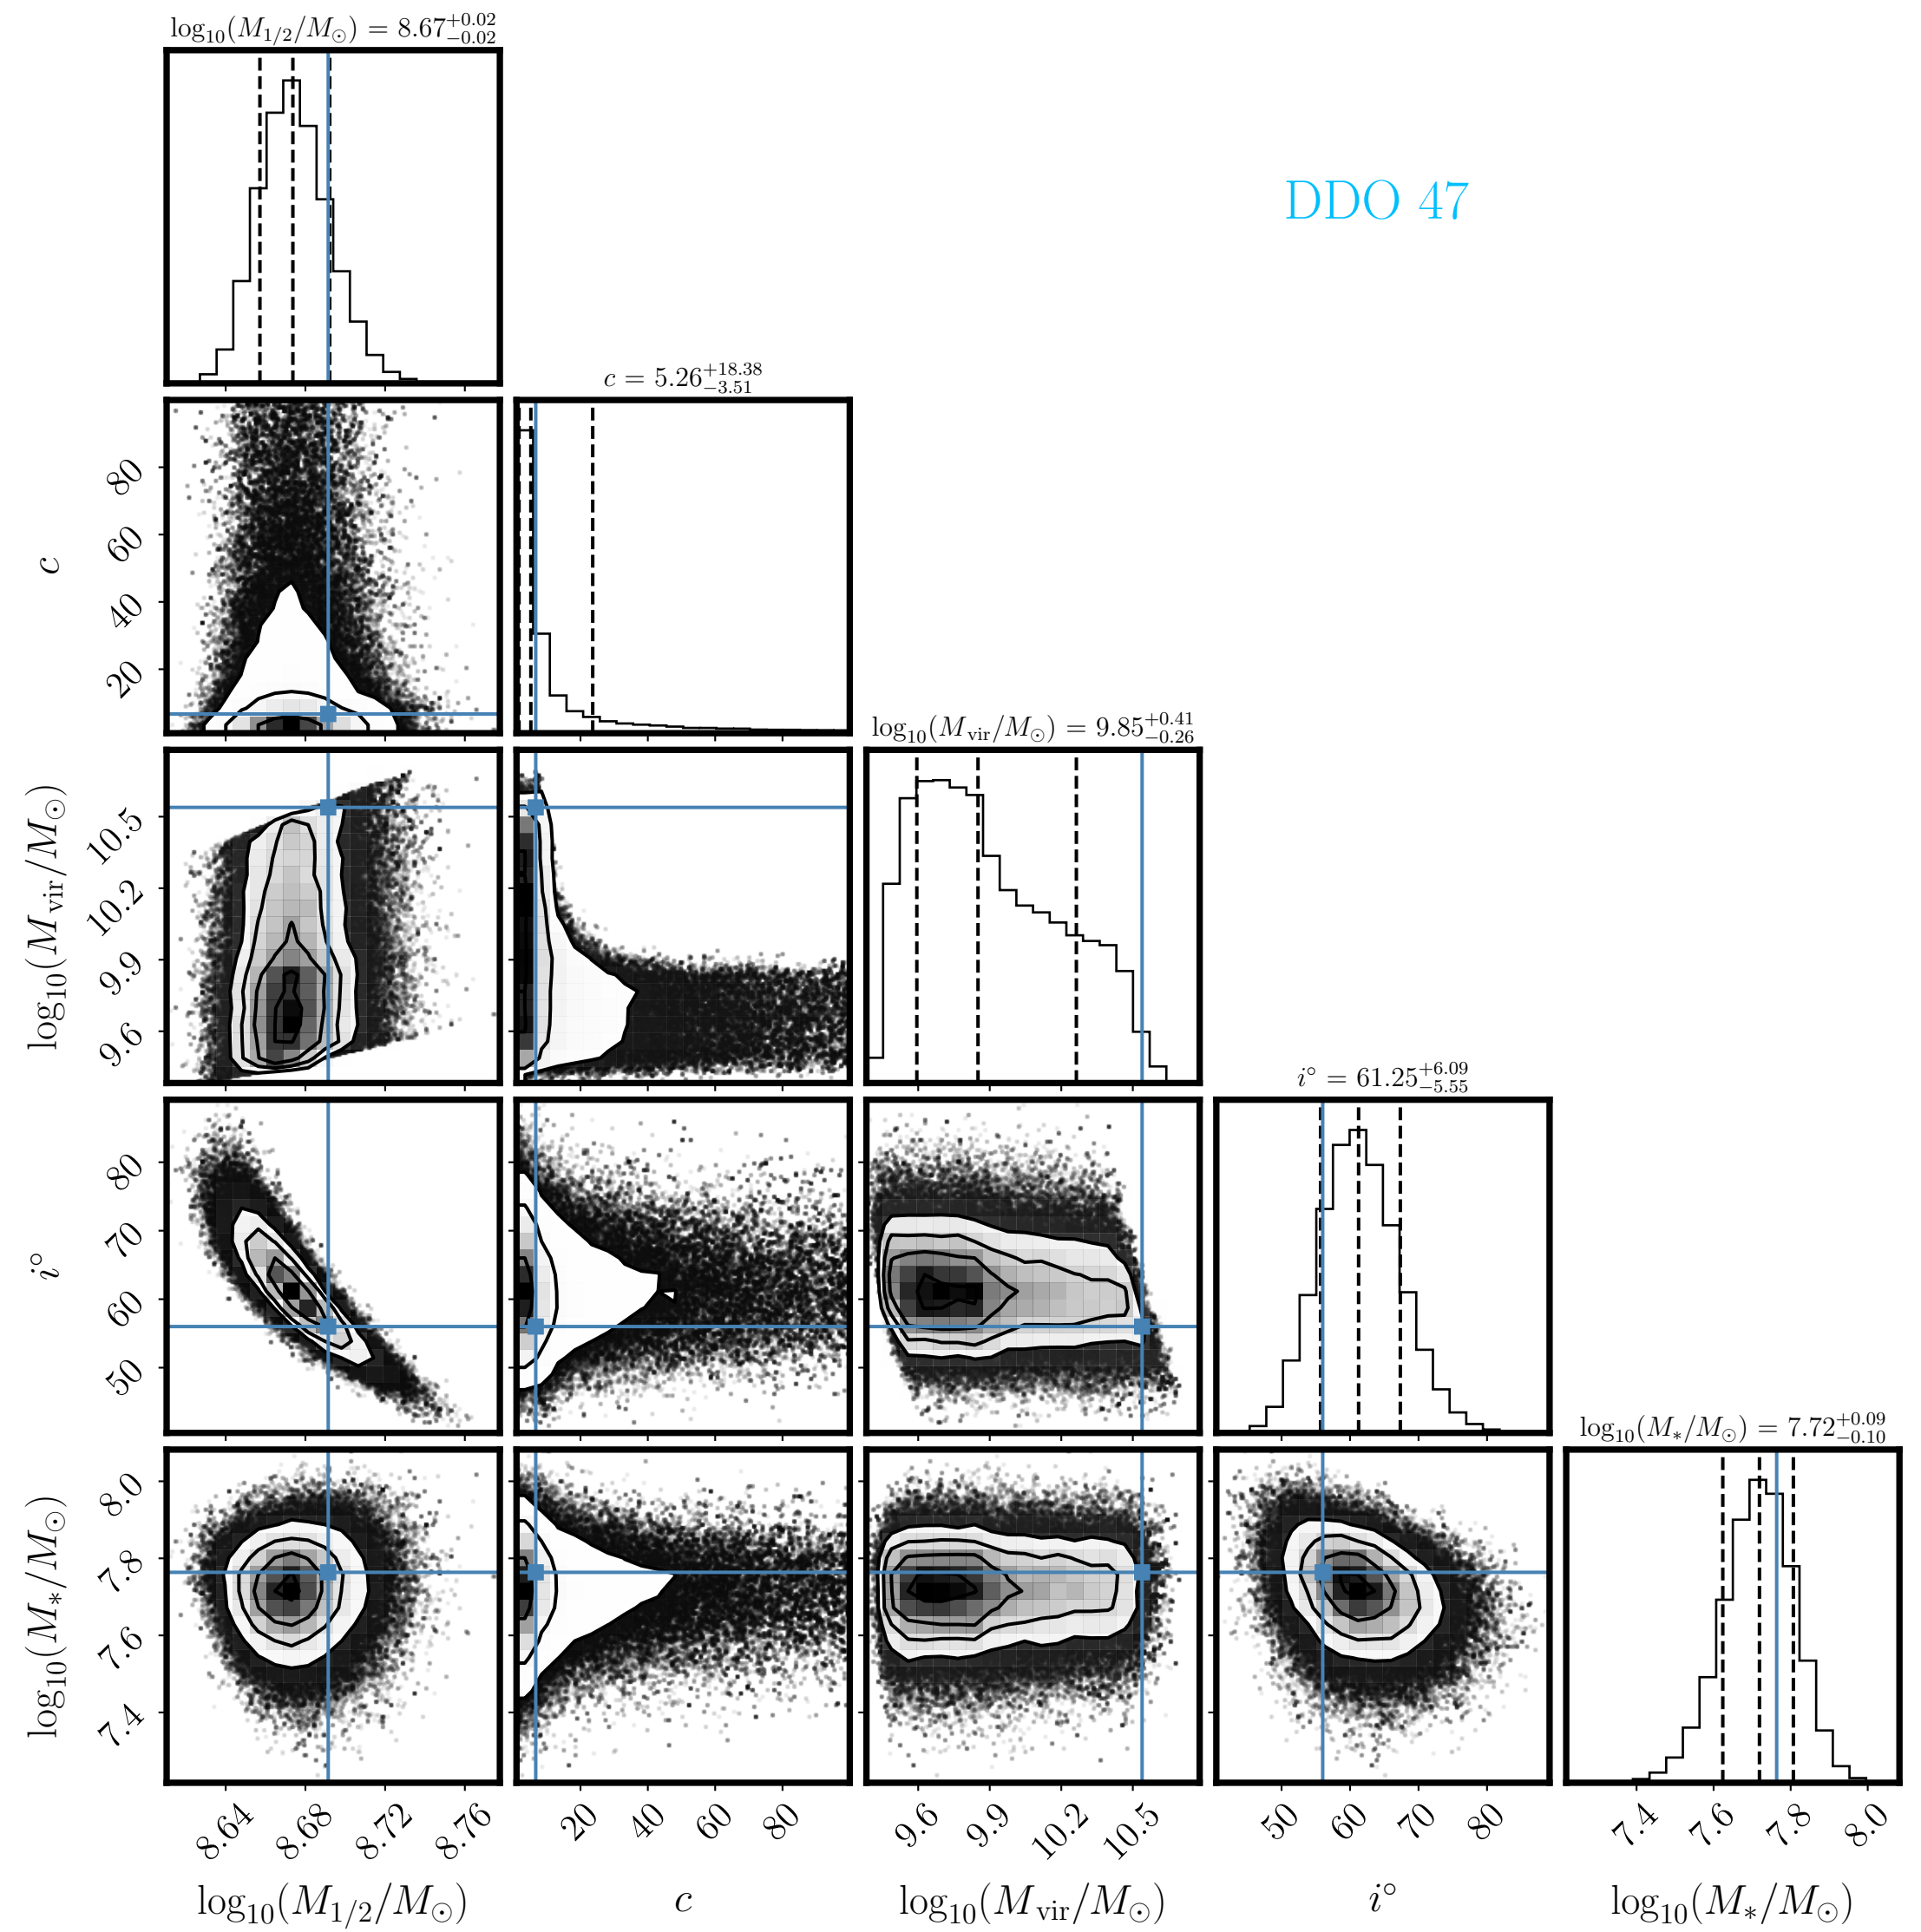 log₁₀(M₁/₂/M⊙) = 8.67+0.02 −0.02
DDO 47
c = 5.26+18.38 −3.51
80
60
40
20
c
log₁₀(Mvir/M⊙) = 9.85+0.41 −0.26
10.5
10.2
9.9
9.6
log₁₀(Mvir/M⊙)
i° = 61.25+6.09 −5.55
80
70
60
50
i°
log₁₀(M∗/M⊙) = 7.72+0.09 −0.10
8.0
7.8
7.6
7.4
log₁₀(M∗/M⊙)
8.64 8.68 8.72 8.76 20 40 60 80 9.6 9.9 10.2 10.5 50 60 70 80 7.4 7.6 7.8 8.0
log₁₀(M₁/₂/M⊙) c log₁₀(Mvir/M⊙) i° log₁₀(M∗/M⊙)